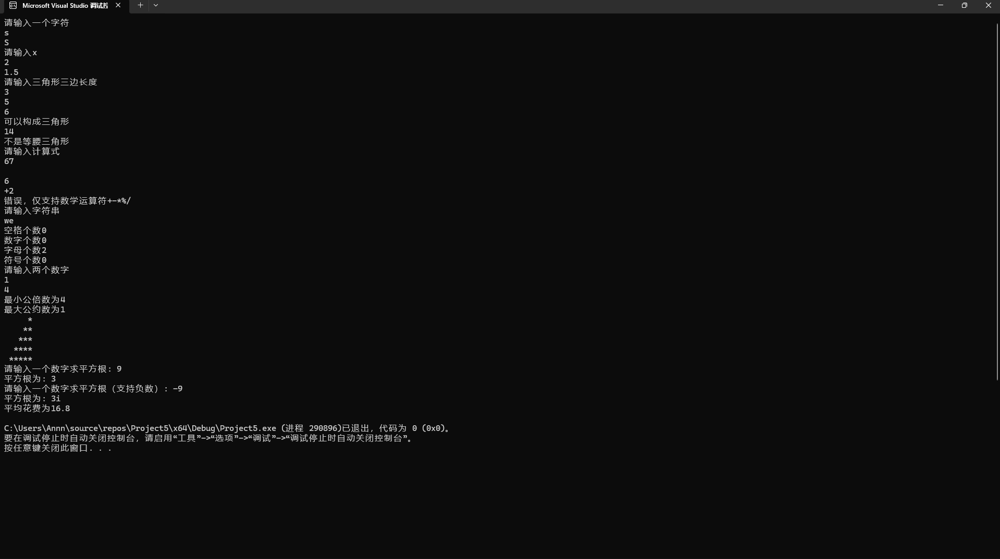 Microsoft Visual Studio 调试控
请输入一个字符
s
S
请输入x
2
1.5
请输入三角形三边长度
3
5
6
可以构成三角形
14
不是等腰三角形
请输入计算式
67

6
+2
错误，仅支持数学运算符+-*%/
请输入字符串
we
空格个数0
数字个数0
字母个数2
符号个数0
请输入两个数字
1
4
最小公倍数为4
最大公约数为1
     *
    **
   ***
  ****
 *****
请输入一个数字求平方根：9
平方根为：3
请输入一个数字求平方根（支持负数）：-9
平方根为：3i
平均花费为16.8

C:\Users\Annn\source\repos\Project5\x64\Debug\Project5.exe (进程 290896)已退出，代码为 0 (0x0)。
要在调试停止时自动关闭控制台，请启用“工具”->“选项”->“调试”->“调试停止时自动关闭控制台”。
按任意键关闭此窗口. . .